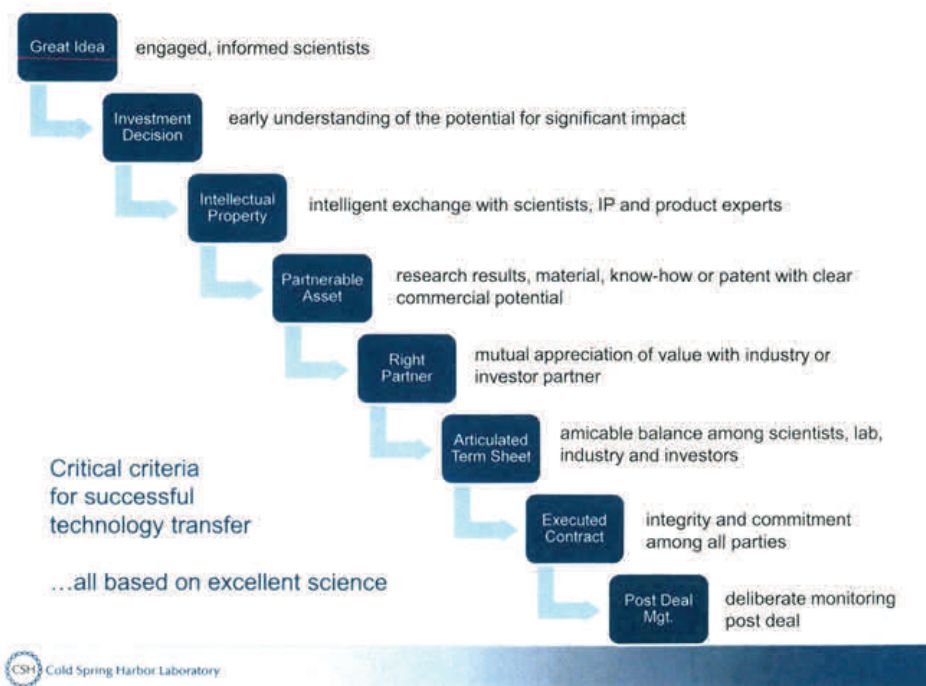 Great Idea
engaged, informed scientists
Investment
Decision
early understanding of the potential for significant impact
Intellectual
Property
intelligent exchange with scientists, IP and product experts
Partnerable
Asset
research results, material, know-how or patent with clear
commercial potential
Right
Partner
mutual appreciation of value with industry or
investor partner
Articulated
Term Sheet
amicable balance among scientists, lab,
industry and investors
Executed
Contract
integrity and commitment
among all parties
Post Deal
Mgt.
deliberate monitoring
post deal
Critical criteria
for successful
technology transfer
…all based on excellent science
CSH Cold Spring Harbor Laboratory